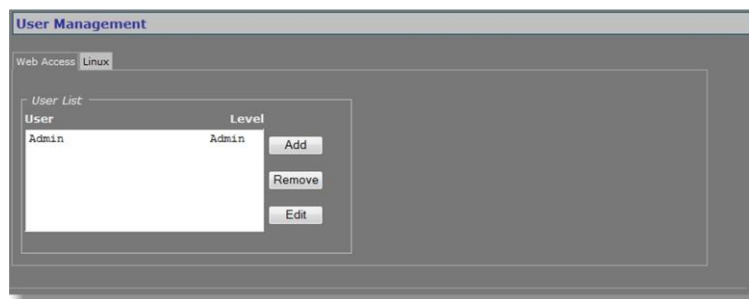 User Management
Web Access Linux
User List
User Level
Admin Admin
Add
Remove
Edit